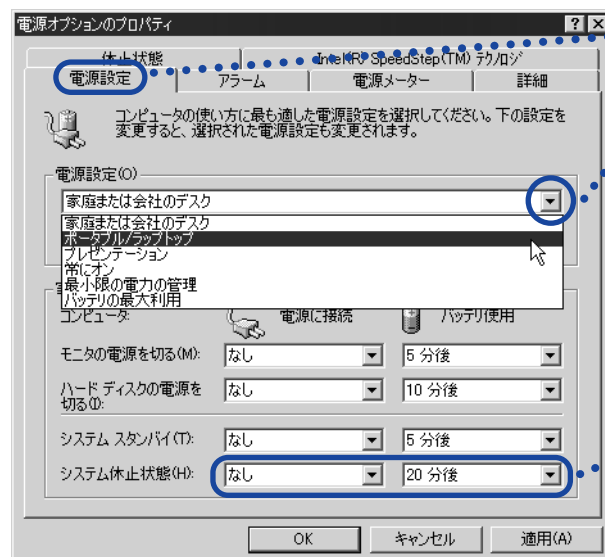 電源オプションのプロパティ
休止状態
Intel(R) SpeedStep(TM) テクノロジ
電源設定
アラーム
電源メーター
詳細
コンピュータの使い方に最も適した電源設定を選択してください。下の設定を
変更すると、選択された電源設定も変更されます。
電源設定(O)
家庭または会社のデスク
家庭または会社のデスク
ポータブル/ラップトップ
プレゼンテーション
常にオン
最小限の電力の管理
バッテリの最大利用
コンピュータ:
電源に接続
バッテリ使用
モニタの電源を切る(M):
なし
5 分後
ハード ディスクの電源を
切る(I):
なし
10 分後
システム スタンバイ(T):
なし
5 分後
システム休止状態(H):
なし
20 分後
OK
キャンセル
適用(A)